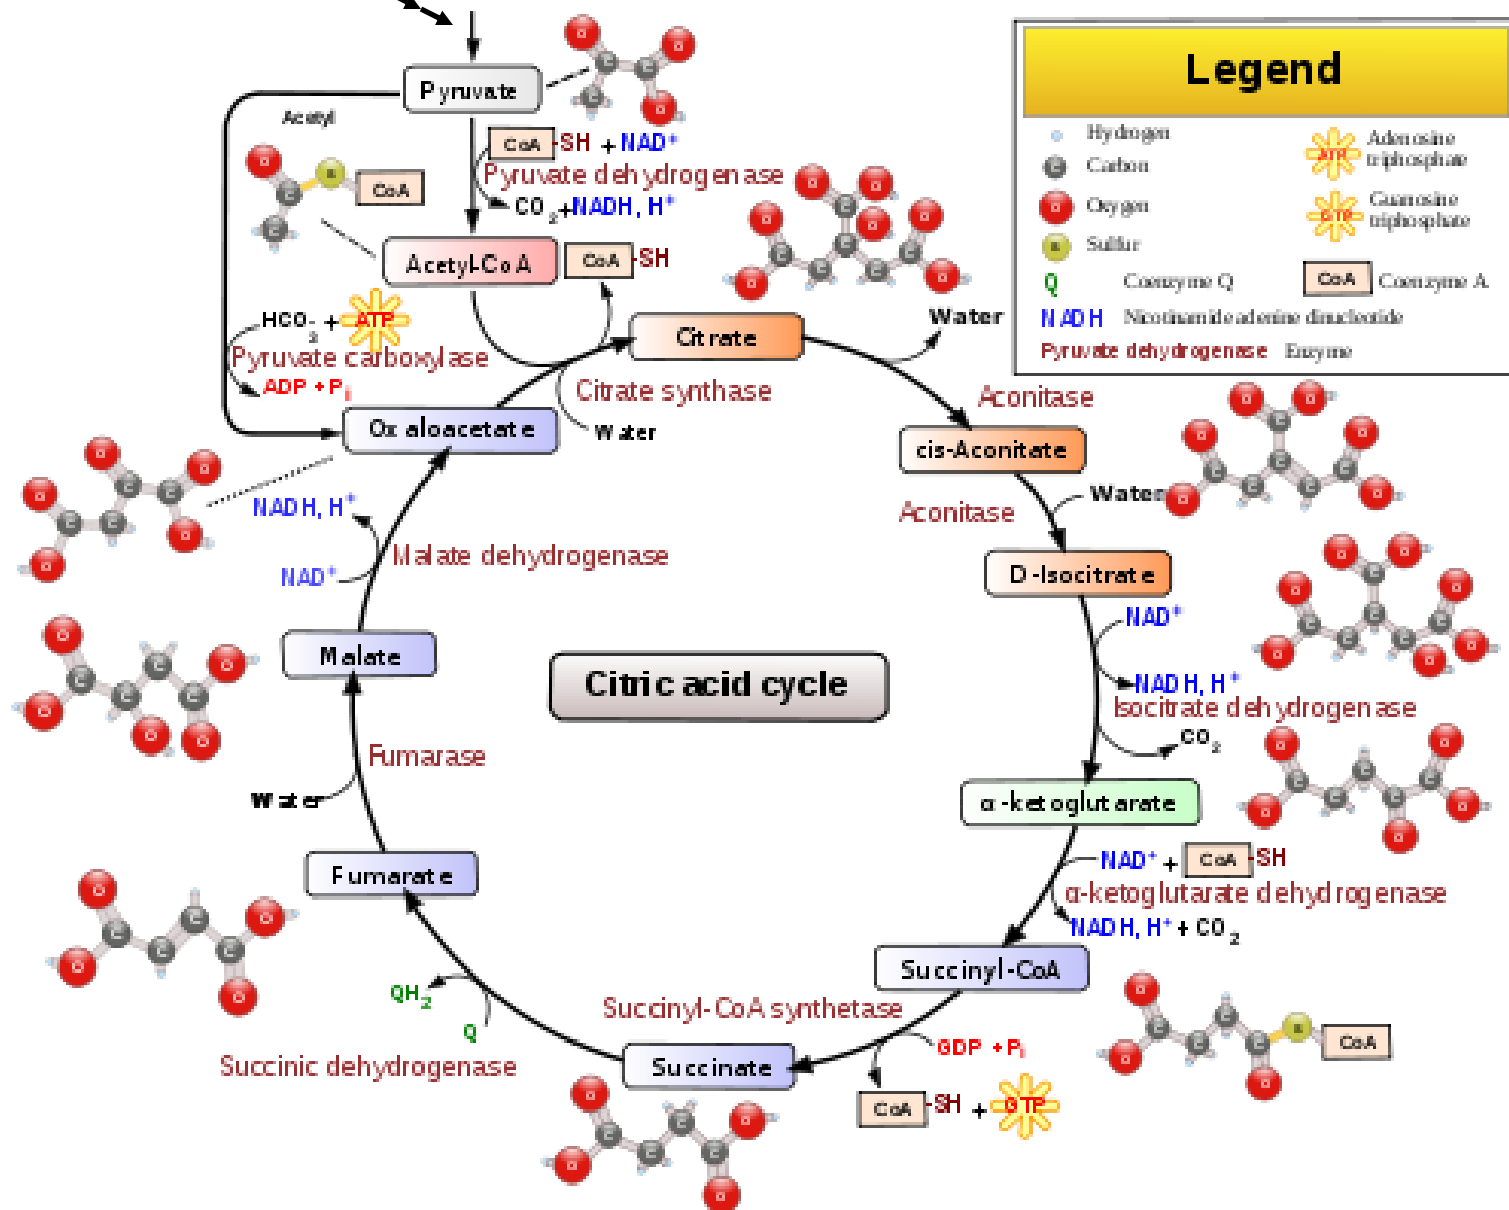 Pyruvate
Acetyl
CoA -SH + NAD⁺
Pyruvate dehydrogenase
CO₂+NADH, H⁺
S CoA
Acetyl-CoA
CoA -SH
HCO₃⁻ + ATP
Pyruvate carboxylase
ADP + Pᵢ
Citrate
Water
Citrate synthase
Water
Oxaloacetate
Aconitase
cis-Aconitate
Water
Aconitase
D-Isocitrate
NAD⁺
NADH, H⁺
Isocitrate dehydrogenase
CO₂
α-ketoglutarate
NAD⁺ + CoA -SH
α-ketoglutarate dehydrogenase
NADH, H⁺ + CO₂
Succinyl-CoA
S CoA
Succinyl-CoA synthetase
GDP + Pᵢ
CoA -SH + GTP
Succinate
Succinic dehydrogenase
Q
QH₂
Fumarate
Water
Fumarase
Malate
Malate dehydrogenase
NAD⁺
NADH, H⁺
Citric acid cycle
Legend
Hydrogen
C Carbon
O Oxygen
S Sulfur
Q Coenzyme Q
NADH Nicotinamide adenine dinucleotide
Pyruvate dehydrogenase Enzyme
ATP Adenosine
triphosphate
GTP Guanosine
triphosphate
CoA Coenzyme A